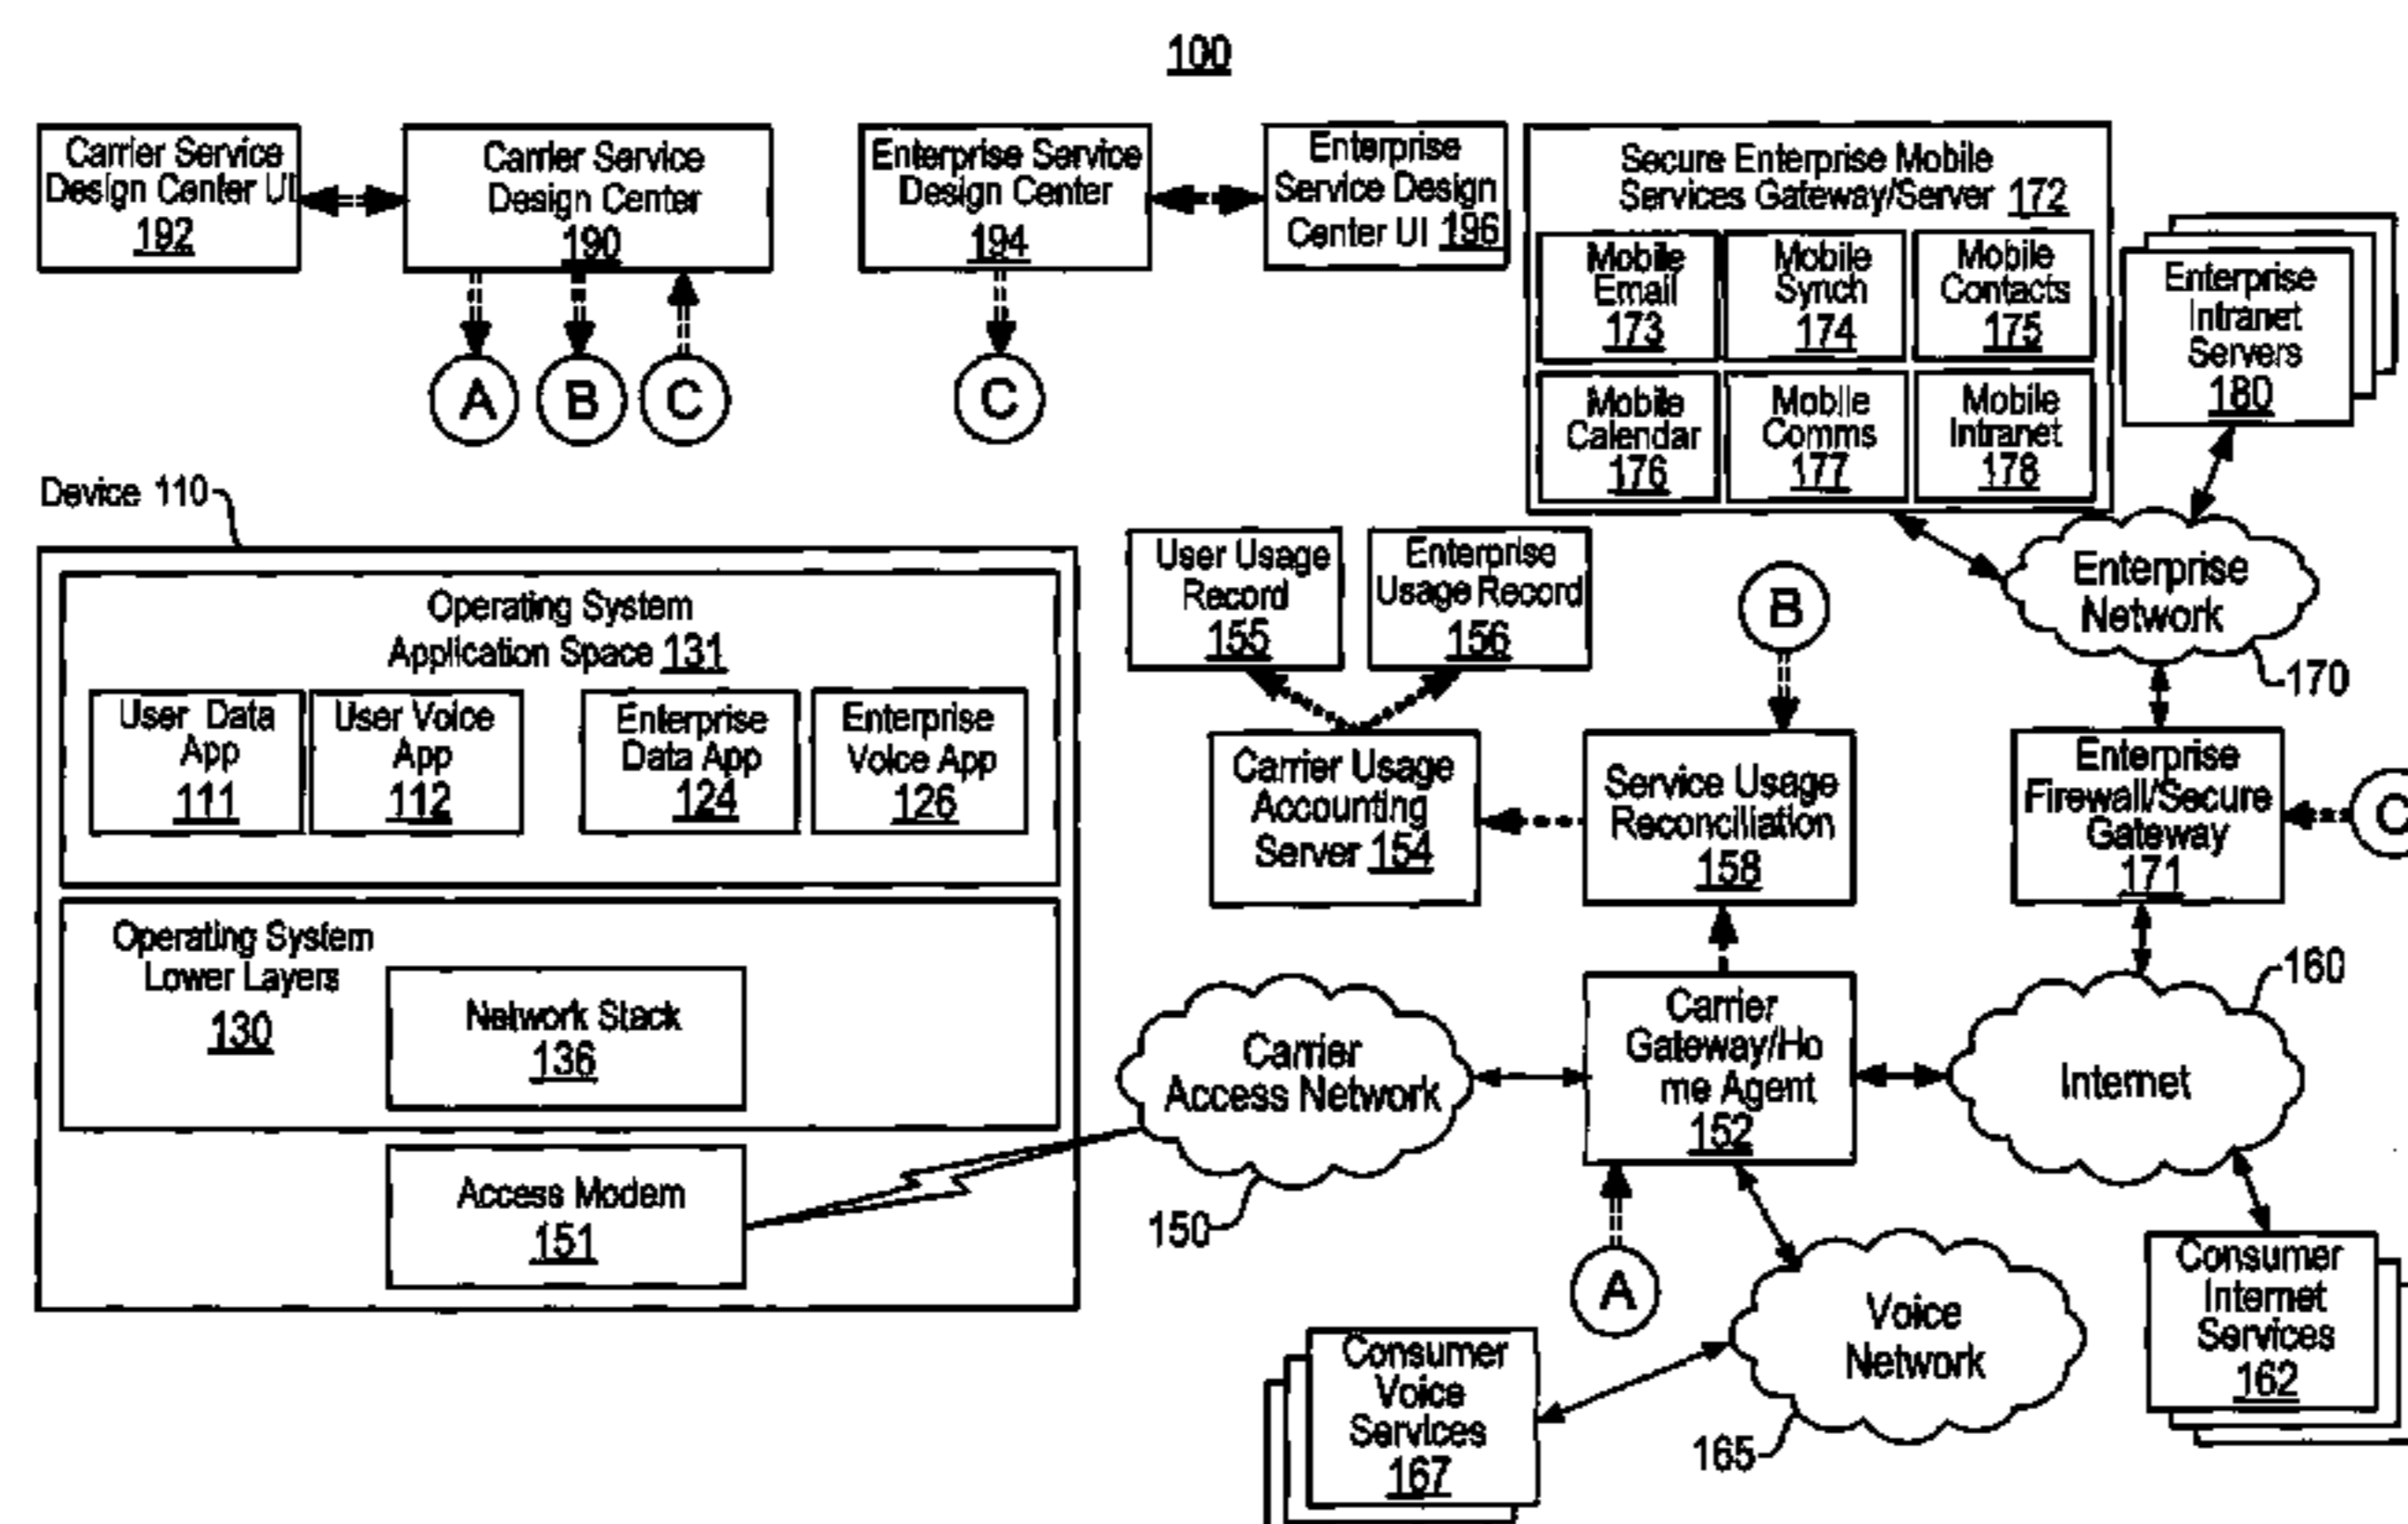 100
Carrier Service
Design Center UI
192
Carrier Service
Design Center
190
Enterprise Service
Design Center
194
Enterprise
Service Design
Center UI 196
Secure Enterprise Mobile
Services Gateway/Server 172
Mobile
Email
173
Mobile
Synch
174
Mobile
Contacts
175
Mobile
Calendar
176
Mobile
Comms
177
Mobile
Intranet
178
Enterprise
Intranet
Servers
180
A
B
C
C
Device 110
Operating System
Application Space 131
User Data
App
111
User Voice
App
112
Enterprise
Data App
124
Enterprise
Voice App
126
Operating System
Lower Layers
130
Network Stack
136
Access Modem
151
User Usage
Record
155
Enterprise
Usage Record
156
B
Enterprise
Network
170
Carrier Usage
Accounting
Server 154
Service Usage
Reconciliation
158
Enterprise
Firewall/Secure
Gateway
171
C
Carrier
Access Network
150
Carrier
Gateway/Ho
me Agent
152
160
Internet
A
Voice
Network
165
Consumer
Voice
Services
167
Consumer
Internet
Services
162